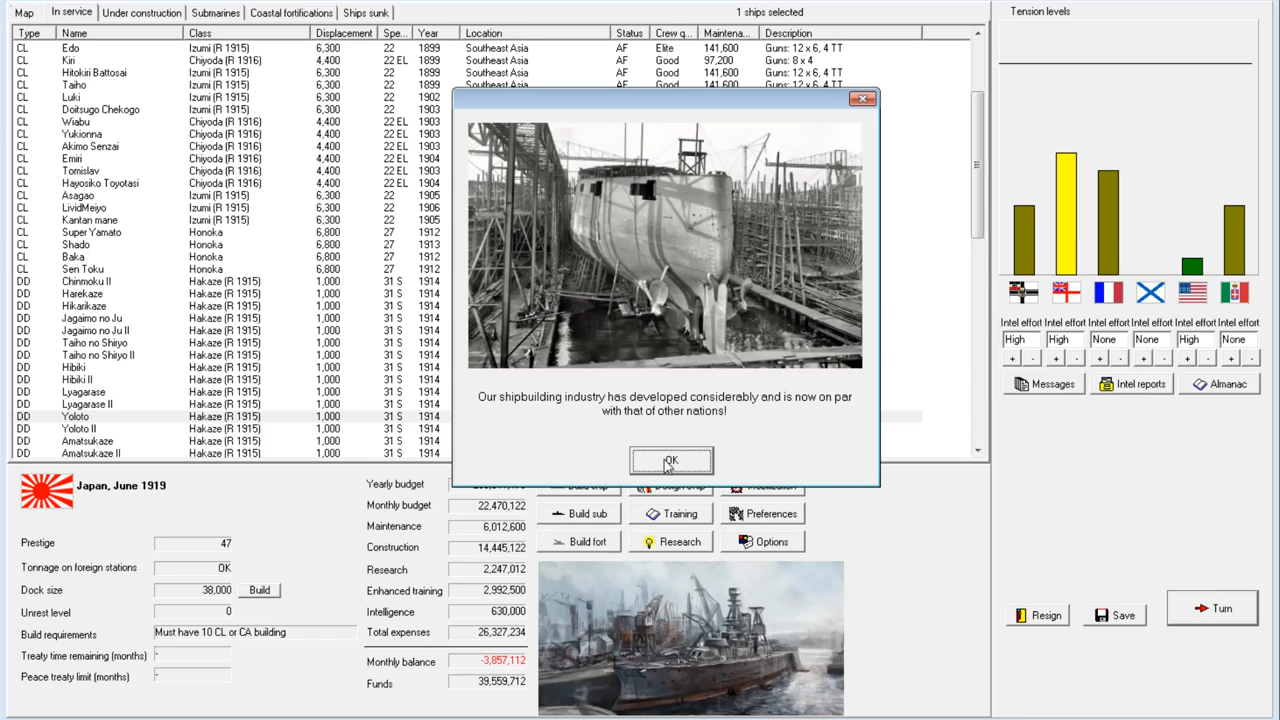 Map In service Under construction Submarines Coastal fortifications Ships sunk 1 ships selected
Type Name Class Displacement Spe... Year Location Status Crew q... Maintena... Description
CL Edo Izumi (R 1915) 6,300 22 1899 Southeast Asia AF Elite 141,600 Guns: 12 x 6, 4 TT
CL Kiri Chiyoda (R 1916) 4,400 22 EL 1899 Southeast Asia AF Good 97,200 Guns: 8 x 4
CL Hitokiri Battosai Izumi (R 1915) 6,300 22 1899 Southeast Asia AF Good 141,600 Guns: 12 x 6, 4 TT
CL Taiho Izumi (R 1915) 6,300 22 1899 Southeast Asia AF Good 141,600 Guns: 12 x 6, 4 TT
CL Luki Izumi (R 1915) 6,300 22 1902
CL Doitsugo Chekogo Izumi (R 1915) 6,300 22 1903
CL Wiabu Chiyoda (R 1916) 4,400 22 EL 1903
CL Yukionna Chiyoda (R 1916) 4,400 22 EL 1903
CL Akimo Senzai Chiyoda (R 1916) 4,400 22 EL 1903
CL Emiri Chiyoda (R 1916) 4,400 22 EL 1904
CL Tomislav Chiyoda (R 1916) 4,400 22 EL 1903
CL Hayosiko Toyotasi Chiyoda (R 1916) 4,400 22 EL 1904
CL Asagao Izumi (R 1915) 6,300 22 1905
CL LividMeiyo Izumi (R 1915) 6,300 22 1906
CL Kantan mane Izumi (R 1915) 6,300 22 1905
CL Super Yamato Honoka 6,800 27 1912
CL Shado Honoka 6,800 27 1913
CL Baka Honoka 6,800 27 1912
CL Sen Toku Honoka 6,800 27 1912
DD Chinmoku II Hakaze (R 1915) 1,000 31 S 1914
DD Harekaze Hakaze (R 1915) 1,000 31 S 1914
DD Hikarikaze Hakaze (R 1915) 1,000 31 S 1914
DD Jagaimo no Ju Hakaze (R 1915) 1,000 31 S 1914
DD Jagaimo no Ju II Hakaze (R 1915) 1,000 31 S 1914
DD Taiho no Shiryo Hakaze (R 1915) 1,000 31 S 1914
DD Taiho no Shiryo II Hakaze (R 1915) 1,000 31 S 1914
DD Hibiki Hakaze (R 1915) 1,000 31 S 1914
DD Hibiki II Hakaze (R 1915) 1,000 31 S 1914
DD Lyagarase Hakaze (R 1915) 1,000 31 S 1914
DD Lyagarase II Hakaze (R 1915) 1,000 31 S 1914
DD Yoloto Hakaze (R 1915) 1,000 31 S 1914
DD Yoloto II Hakaze (R 1915) 1,000 31 S 1914
DD Amatsukaze Hakaze (R 1915) 1,000 31 S 1914
DD Amatsukaze II Hakaze (R 1915) 1,000 31 S 1914
Our shipbuilding industry has developed considerably and is now on par
with that of other nations!
OK
Tension levels
Intel effort Intel effort Intel effort Intel effort Intel effort Intel effort
High High None None High None
+ - + - + - + - + - + -
Messages Intel reports Almanac
Japan, June 1919
Prestige 47
Tonnage on foreign stations OK
Dock size 38,000 Build
Unrest level 0
Build requirements Must have 10 CL or CA building
Treaty time remaining (months) -
Peace treaty limit (months) -
Yearly budget
Monthly budget 22,470,122
Maintenance 6,012,600
Construction 14,445,122
Research 2,247,012
Enhanced training 2,992,500
Intelligence 630,000
Total expenses 26,327,234
Monthly balance -3,857,112
Funds 39,559,712
Build ship Design ship Mobilization
Build sub Training Preferences
Build fort Research Options
Resign Save Turn